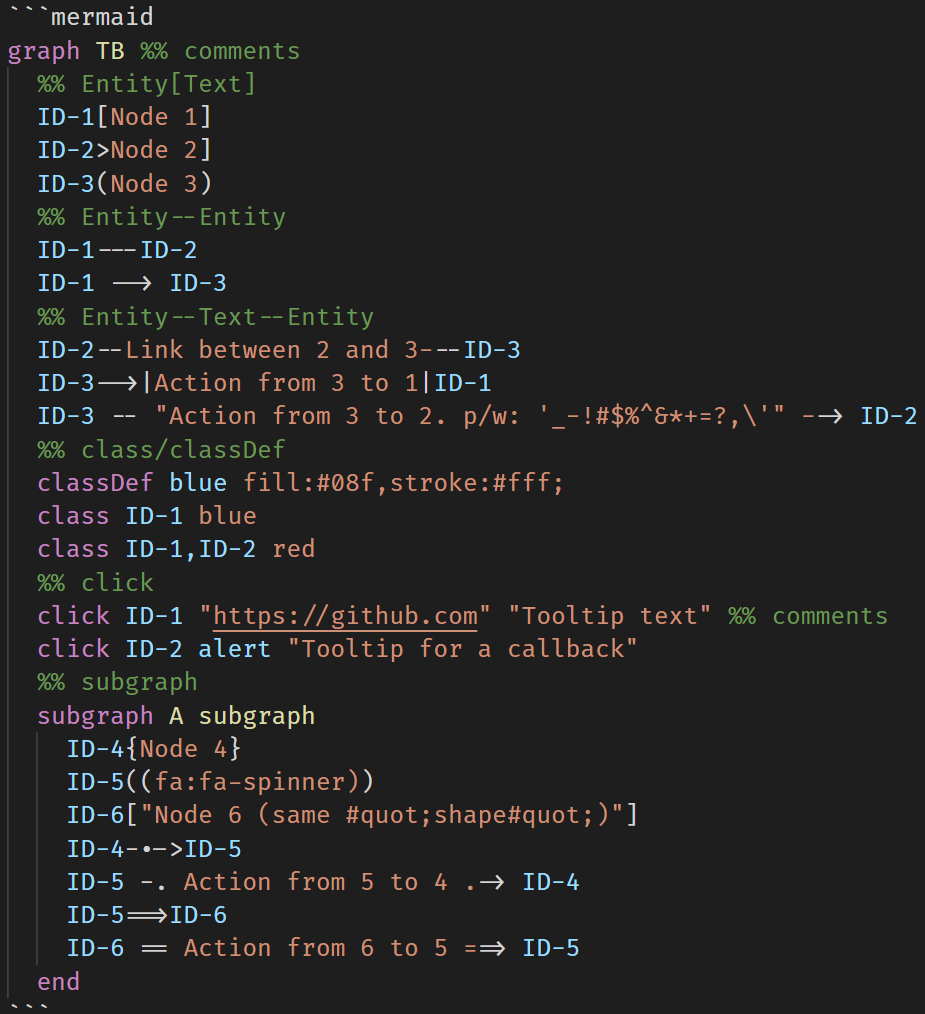 ```mermaid
graph TB %% comments
  %% Entity[Text]
  ID-1[Node 1]
  ID-2>Node 2]
  ID-3(Node 3)
  %% Entity--Entity
  ID-1---ID-2
  ID-1 --> ID-3
  %% Entity--Text--Entity
  ID-2--Link between 2 and 3---ID-3
  ID-3-->|Action from 3 to 1|ID-1
  ID-3 -- "Action from 3 to 2. p/w: '_-!#$%^&*+=?,\'" --> ID-2
  %% class/classDef
  classDef blue fill:#08f,stroke:#fff;
  class ID-1 blue
  class ID-1,ID-2 red
  %% click
  click ID-1 "https://github.com" "Tooltip text" %% comments
  click ID-2 alert "Tooltip for a callback"
  %% subgraph
  subgraph A subgraph
    ID-4{Node 4}
    ID-5((fa:fa-spinner))
    ID-6["Node 6 (same #quot;shape#quot;)"]
    ID-4-.->ID-5
    ID-5 -. Action from 5 to 4 .-> ID-4
    ID-5==>ID-6
    ID-6 == Action from 6 to 5 ==> ID-5
  end
```